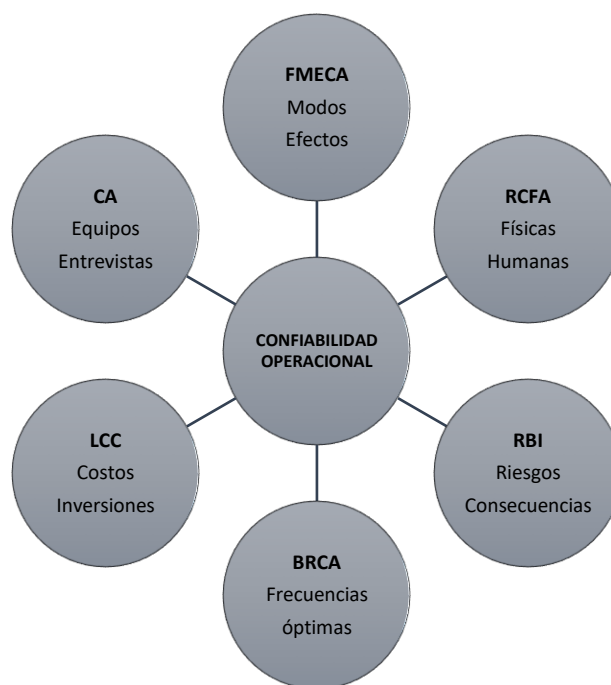 FMECA
Modos
Efectos
CA
Equipos
Entrevistas
RCFA
Físicas
Humanas
CONFIABILIDAD
OPERACIONAL
LCC
Costos
Inversiones
RBI
Riesgos
Consecuencias
BRCA
Frecuencias
óptimas